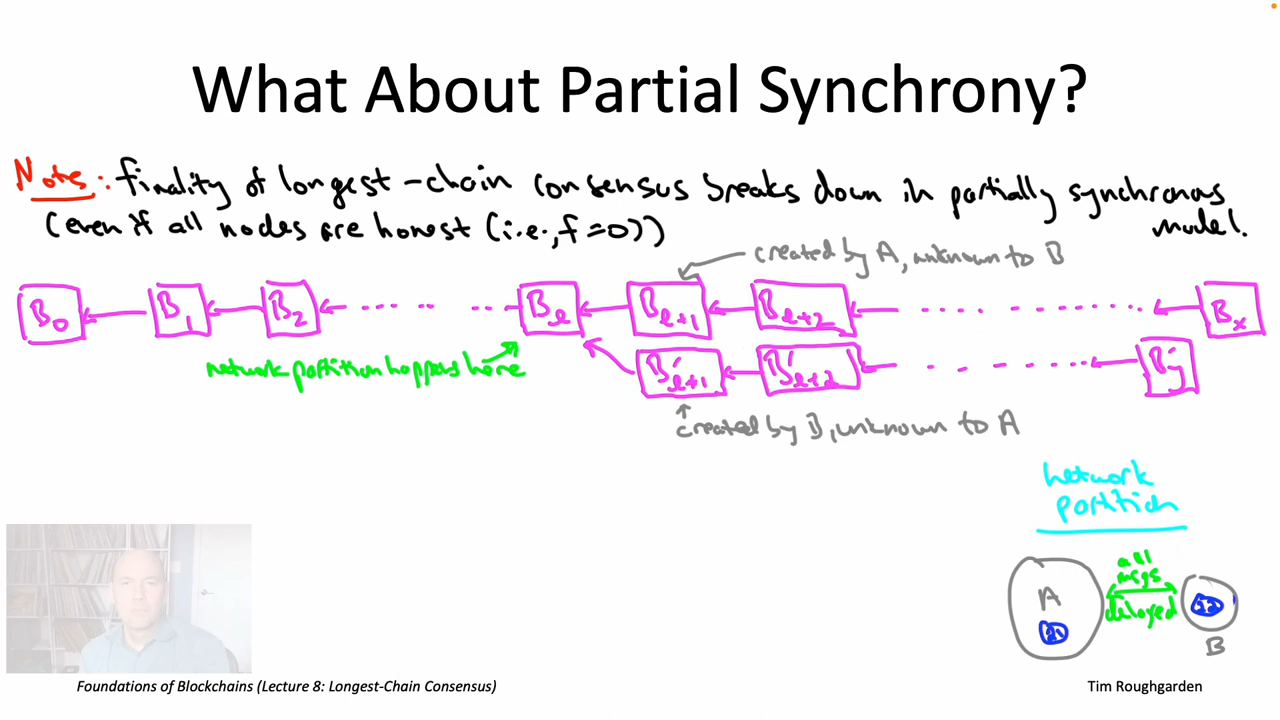 What About Partial Synchrony?
Note: finality of longest-chain consensus breaks down in partially synchronous
model.
(even if all nodes are honest (i.e., f=0))
created by A, unknown to B
B0 B1 B2 Bℓ Bℓ+1 Bℓ+2 Bx
network partition happens here
B'ℓ+1 B'ℓ+2 B'y
created by B, unknown to A
network
partition
all
msgs
delayed
A
B
Foundations of Blockchains (Lecture 8: Longest-Chain Consensus)
Tim Roughgarden